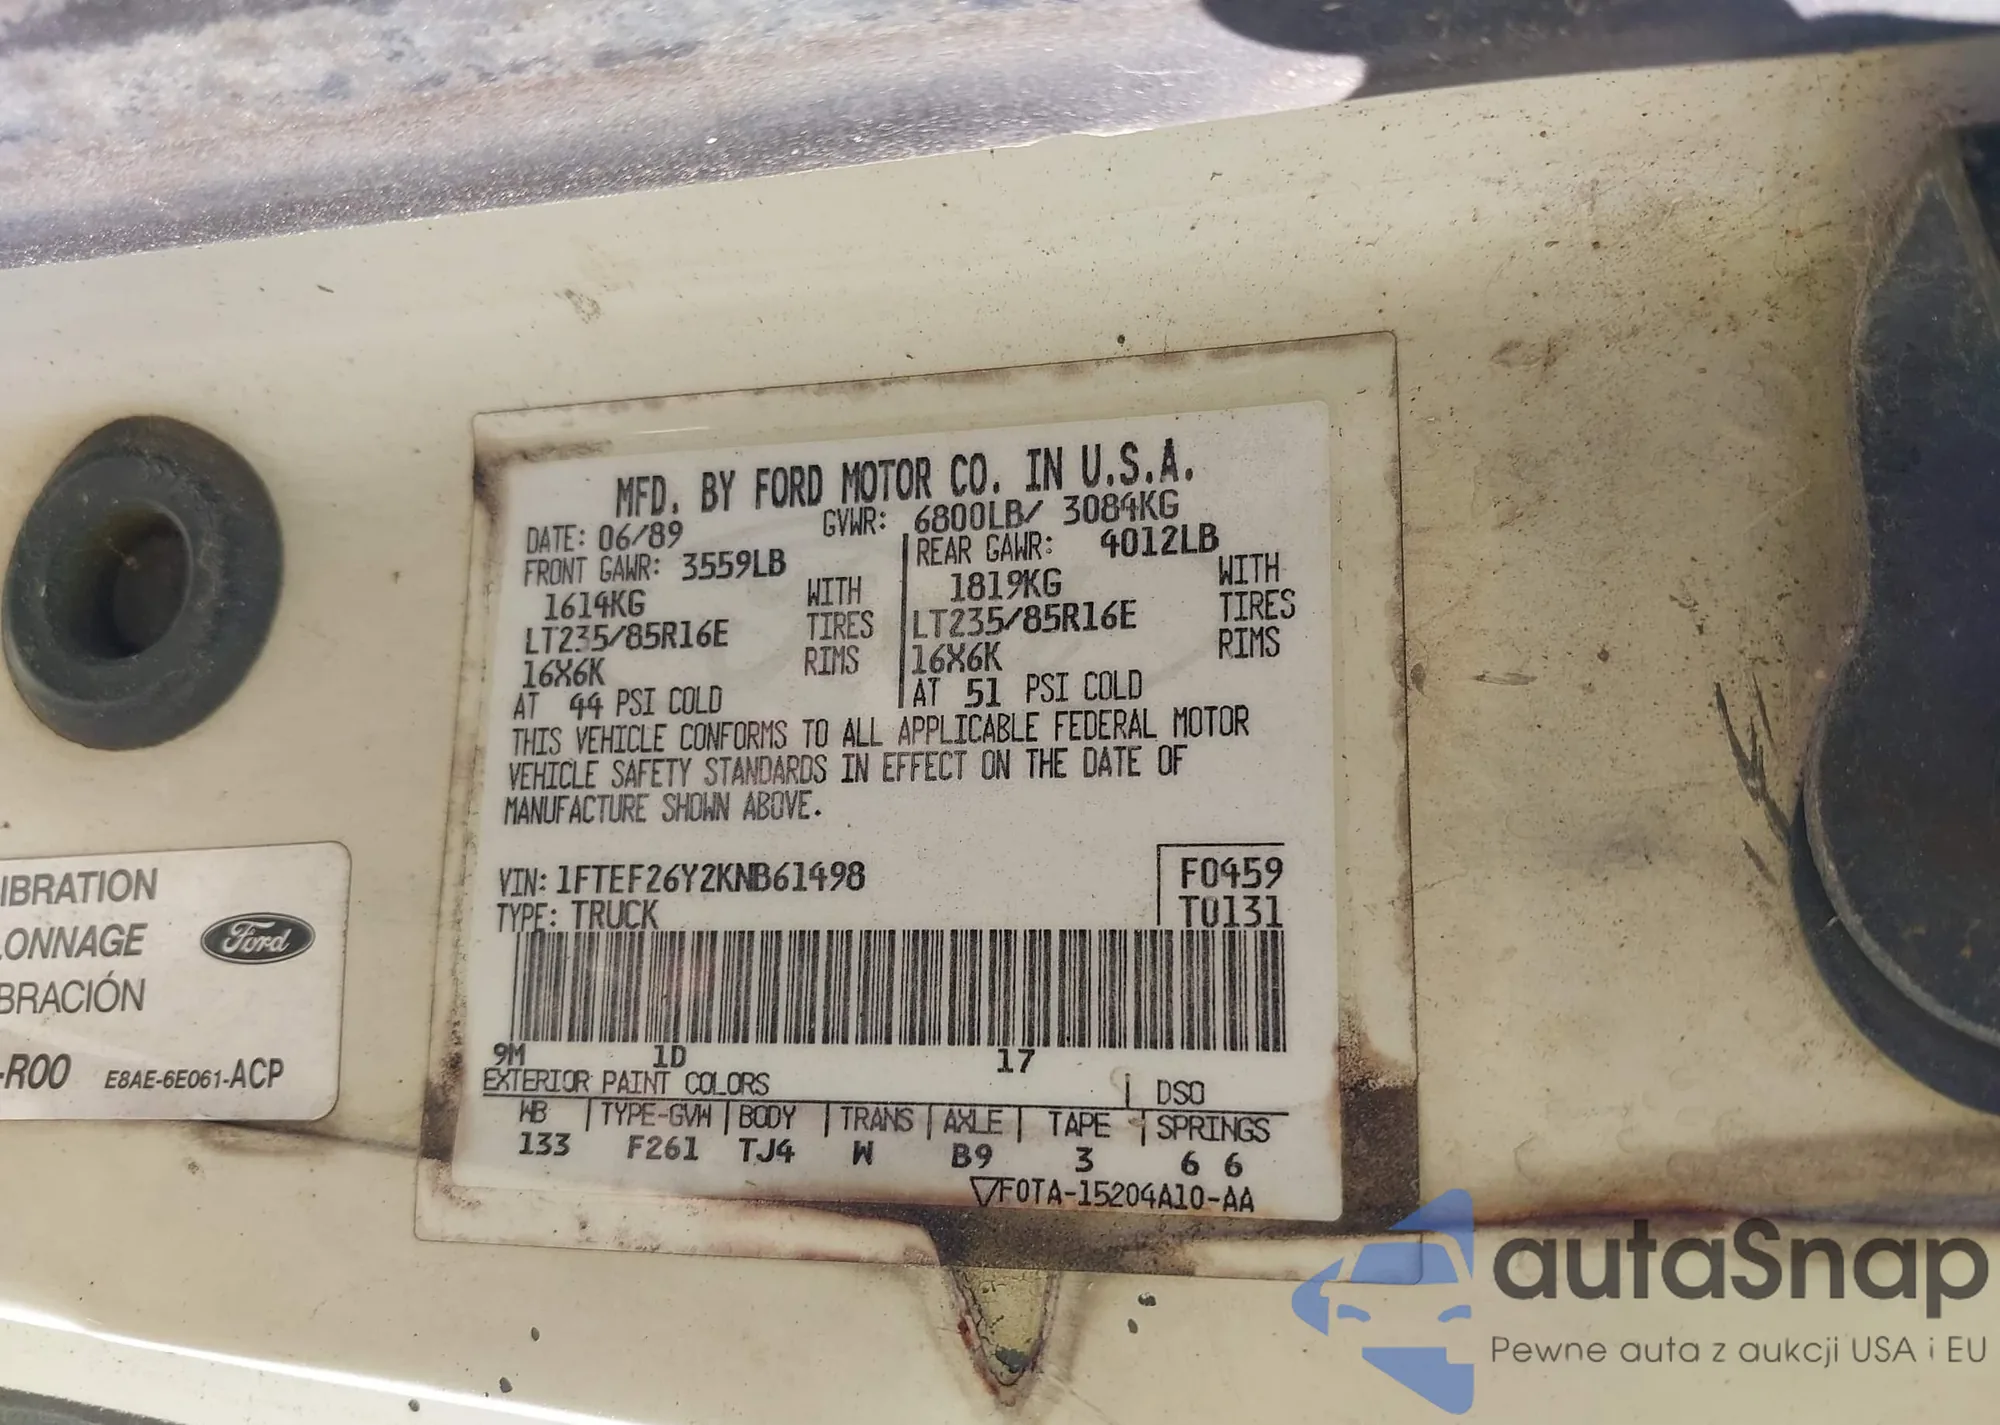 MFD. BY FORD MOTOR CO. IN U.S.A.
DATE: 06/89 GVWR: 6800LB/ 3084KG
FRONT GAWR: 3559LB REAR GAWR: 4012LB
1614KG WITH 1819KG WITH
LT235/85R16E TIRES LT235/85R16E TIRES
16X6K RIMS 16X6K RIMS
AT 44 PSI COLD AT 51 PSI COLD
THIS VEHICLE CONFORMS TO ALL APPLICABLE FEDERAL MOTOR
VEHICLE SAFETY STANDARDS IN EFFECT ON THE DATE OF
MANUFACTURE SHOWN ABOVE.
VIN: 1FTEF26Y2KNB61498 F0459
TYPE: TRUCK T0131
9M 1D 17
EXTERIOR PAINT COLORS DSO
WB TYPE-GVW BODY TRANS AXLE TAPE SPRINGS
133 F261 TJ4 W B9 3 6 6
▽F0TA-15204A10-AA
IBRATION
LONNAGE
BRACIÓN
Ford
-R00 E8AE-6E061-ACP
autaSnap
Pewne auta z aukcji USA i EU